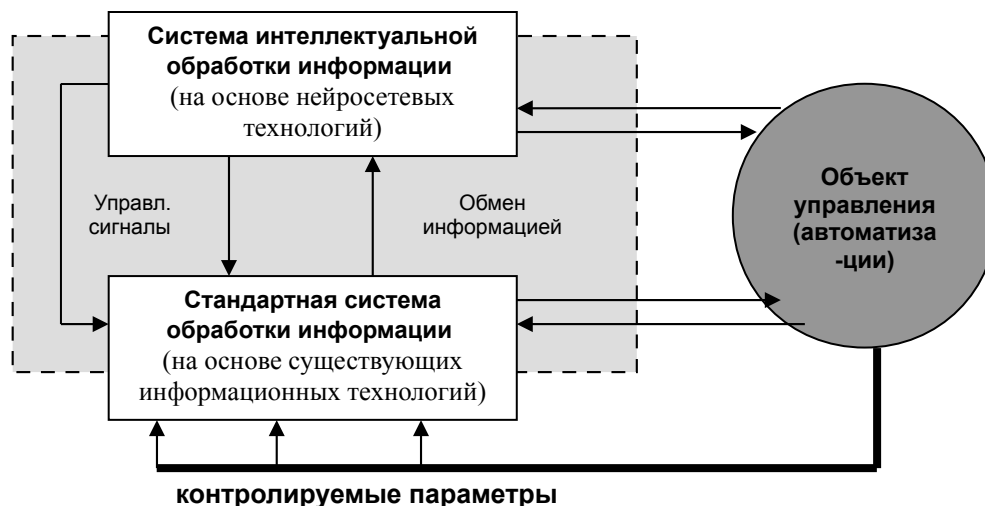 Система интеллектуальной
обработки информации
(на основе нейросетевых
технологий)
Управл.
сигналы
Обмен
информацией
Объект
управления
(автоматиза
-ции)
Стандартная система
обработки информации
(на основе существующих
информационных технологий)
контролируемые параметры